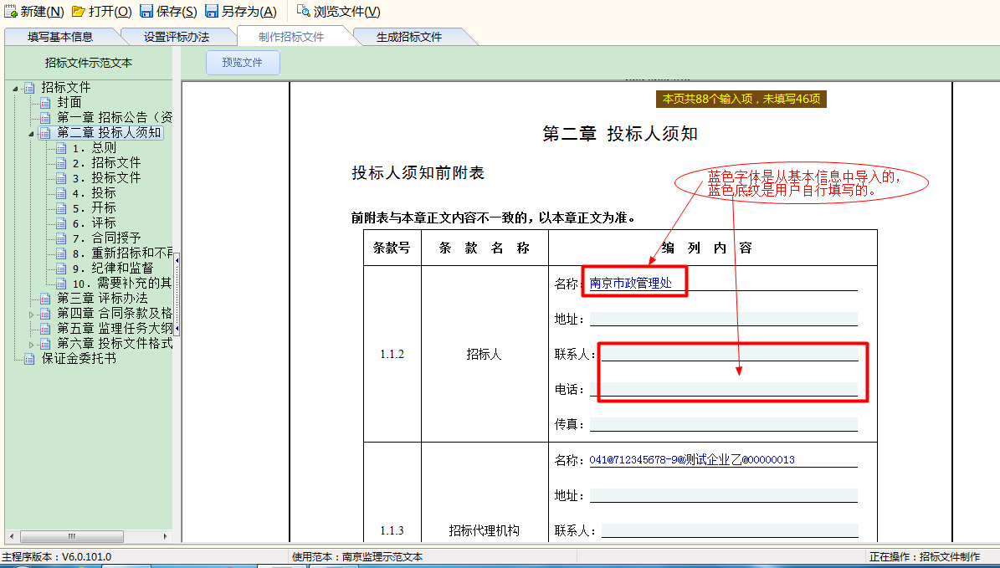 新建(N) 打开(O) 保存(S) 另存为(A) 浏览文件(V)
填写基本信息 设置评标办法 制作招标文件 生成招标文件
招标文件示范文本
预览文件
招标文件
封面
第一章 招标公告（资
第二章 投标人须知
1．总则
2．招标文件
3．投标文件
4．投标
5．开标
6．评标
7．合同授予
8．重新招标和不再
9．纪律和监督
10．需要补充的其
第三章 评标办法
第四章 合同条款及格
第五章 监理任务大纲
第六章 投标文件格式
保证金委托书
本页共88个输入项，未填写46项
第二章 投标人须知
投标人须知前附表
蓝色字体是从基本信息中导入的，
蓝色底纹是用户自行填写的。
前附表与本章正文内容不一致的，以本章正文为准。
条款号 条 款 名 称 编 列 内 容
1.1.2 招标人
名称：南京市政管理处
地址：
联系人：
电话：
传真：
1.1.3 招标代理机构
名称：041@712345678-9@测试企业乙@00000013
地址：
联系人：
主程序版本：V6.0.101.0 使用范本：南京监理示范文本 正在操作：招标文件制作